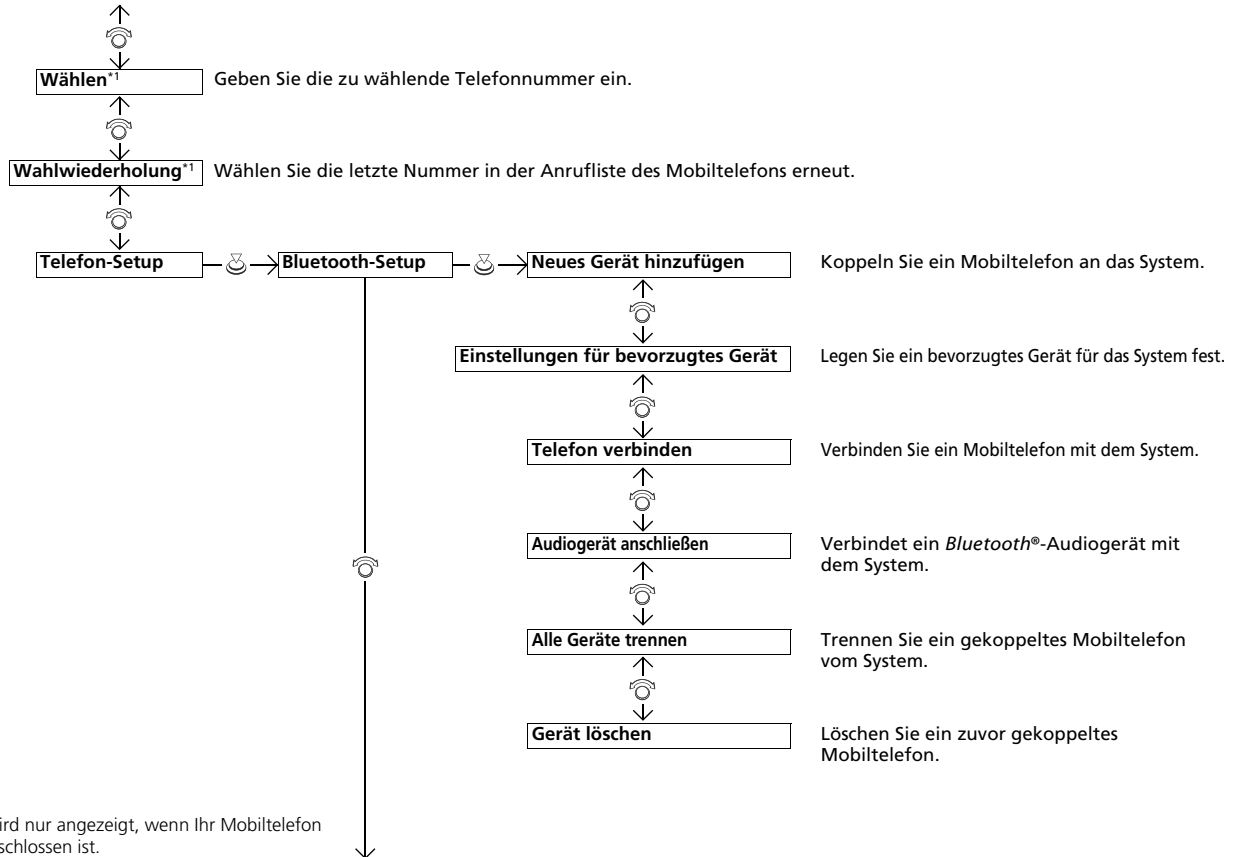 Wählen*1 Geben Sie die zu wählende Telefonnummer ein.
Wahlwiederholung*1 Wählen Sie die letzte Nummer in der Anrufliste des Mobiltelefons erneut.
Telefon-Setup Bluetooth-Setup Neues Gerät hinzufügen Koppeln Sie ein Mobiltelefon an das System.
Einstellungen für bevorzugtes Gerät Legen Sie ein bevorzugtes Gerät für das System fest.
Telefon verbinden Verbinden Sie ein Mobiltelefon mit dem System.
Audiogerät anschließen Verbindet ein Bluetooth®-Audiogerät mit
dem System.
Alle Geräte trennen Trennen Sie ein gekoppeltes Mobiltelefon
vom System.
Gerät löschen Löschen Sie ein zuvor gekoppeltes
Mobiltelefon.
nur angezeigt, wenn Ihr Mobiltelefon
ist.